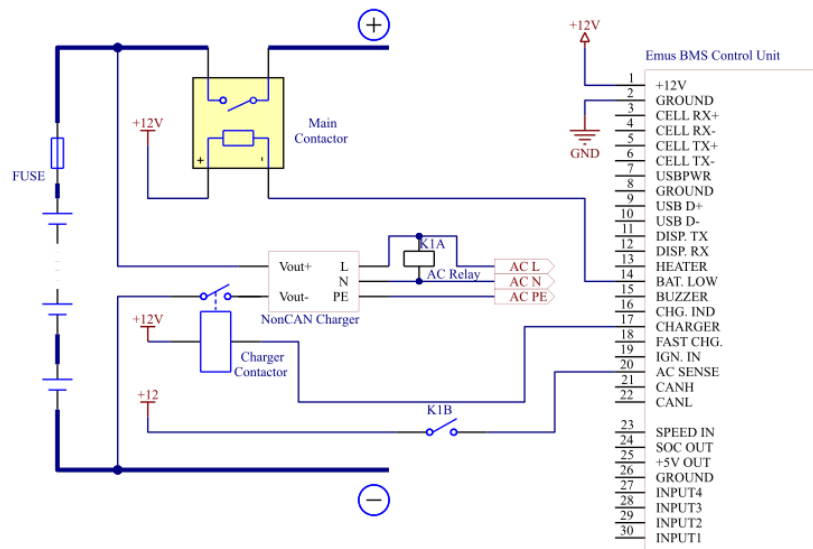 +12V
Emus BMS Control Unit
1 +12V
2 GROUND
3 CELL RX+
4 CELL RX-
5 CELL TX+
6 CELL TX-
7 USBPWR
8 GROUND
9 USB D+
10 USB D-
11 DISP. TX
12 DISP. RX
13 HEATER
14 BAT. LOW
15 BUZZER
16 CHG. IND
17 CHARGER
18 FAST CHG.
19 IGN. IN
20 AC SENSE
21 CANH
22 CANL
23 SPEED IN
24 SOC OUT
25 +5V OUT
26 GROUND
27 INPUT4
28 INPUT3
29 INPUT2
30 INPUT1
GND
+
+12V
Main
Contactor
+ -
FUSE
K1A
AC Relay
Vout+ L
N
Vout- PE
AC L
AC N
AC PE
NonCAN Charger
+12V
Charger
Contactor
+12
K1B
−